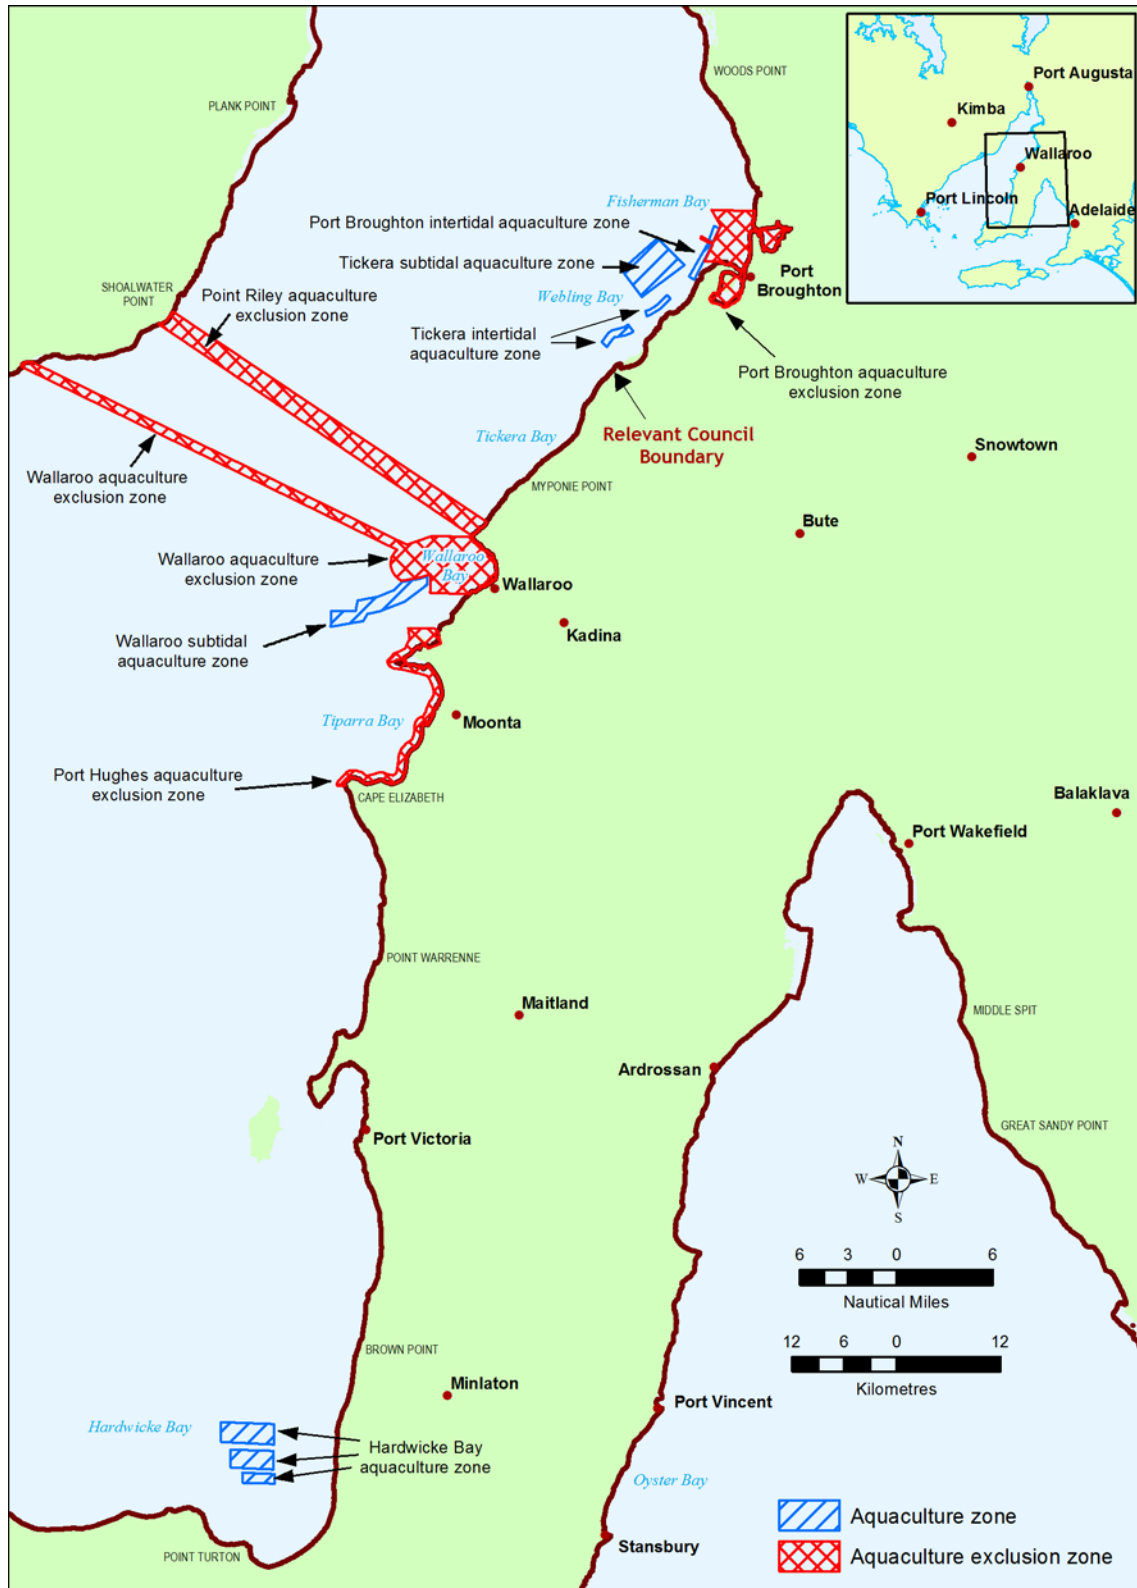 WOODS POINT
PLANK POINT
Port Augusta
Kimba
Wallaroo
Port Lincoln
Adelaide
Fisherman Bay
Port Broughton intertidal aquaculture zone
Tickera subtidal aquaculture zone
Port
Broughton
SHOALWATER
POINT
Point Riley aquaculture
exclusion zone
Webling Bay
Tickera intertidal
aquaculture zone
Port Broughton aquaculture
exclusion zone
Relevant Council
Boundary
Tickera Bay
Snowtown
Wallaroo aquaculture
exclusion zone
MYPONIE POINT
Bute
Wallaroo aquaculture
exclusion zone
Wallaroo
Bay
Wallaroo
Kadina
Wallaroo subtidal
aquaculture zone
Tiparra Bay
Moonta
Port Hughes aquaculture
exclusion zone
CAPE ELIZABETH
Balaklava
Port Wakefield
POINT WARRENNE
Maitland
MIDDLE SPIT
Ardrossan
Port Victoria
GREAT SANDY POINT
N
W E
S
6 3 0 6
Nautical Miles
12 6 0 12
Kilometres
BROWN POINT
Minlaton
Port Vincent
Hardwicke Bay
Hardwicke Bay
aquaculture zone
Oyster Bay
Stansbury
POINT TURTON
Aquaculture zone
Aquaculture exclusion zone